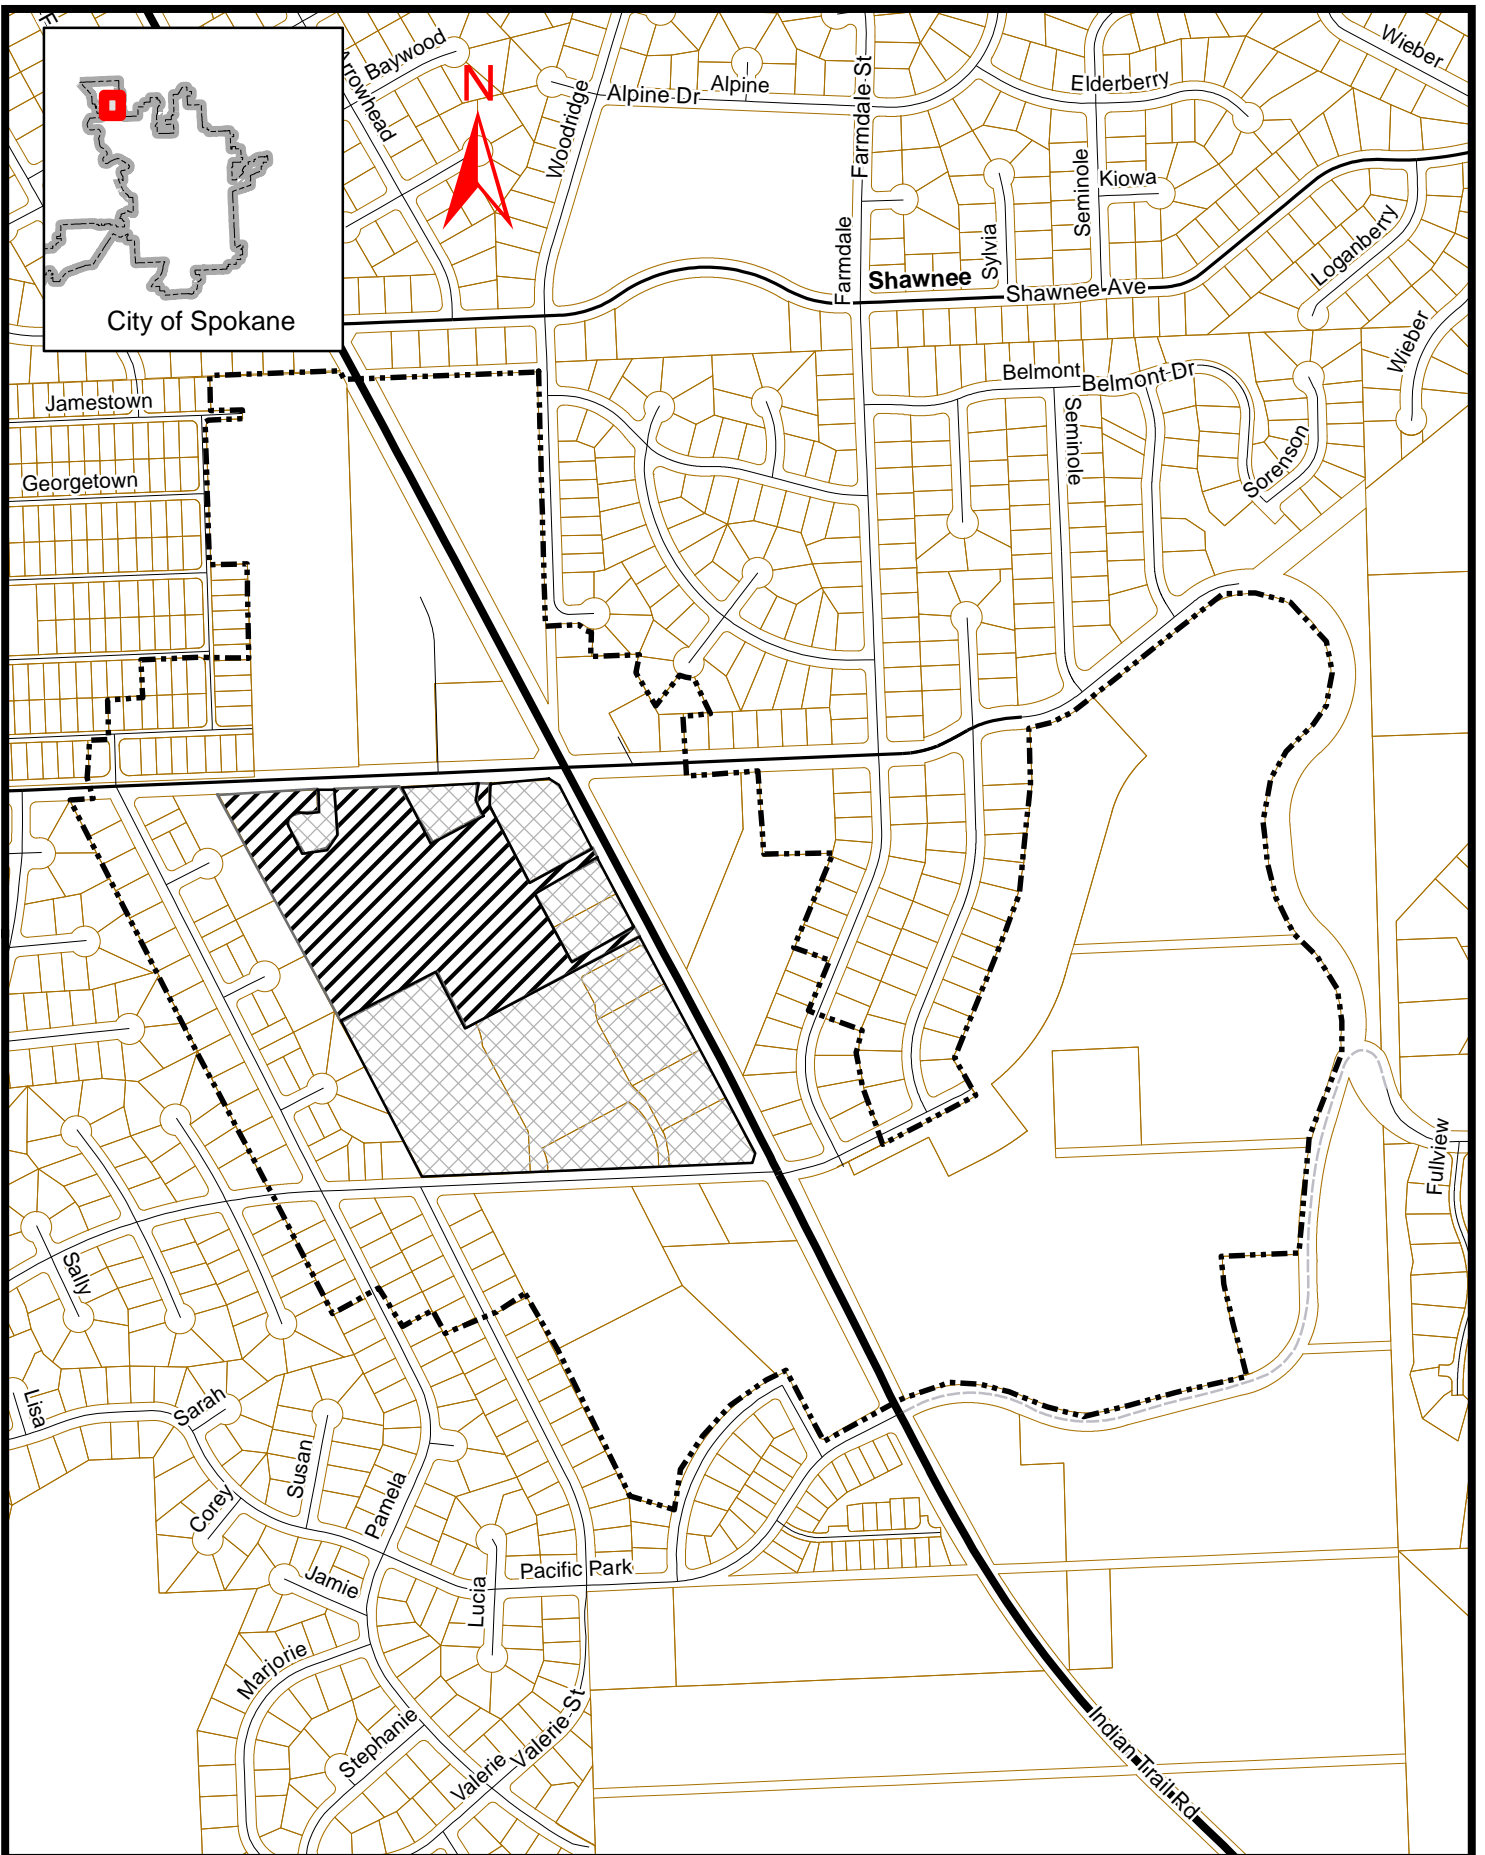 Baywood
Arrowhead
N
Woodridge
Alpine Dr
Alpine
Farmdale St
Elderberry
Wieber
Seminole
Kiowa
Sylvia
Farmdale
Shawnee
Shawnee Ave
Loganberry
Wieber
City of Spokane
Jamestown
Georgetown
Belmont
Belmont Dr
Seminole
Sorenson
Fullview
Sally
Lisa
Sarah
Susan
Corey
Pamela
Jamie
Lucia
Pacific Park
Marjorie
Stephanie
Valerie
Valerie St
Indian Trail Rd